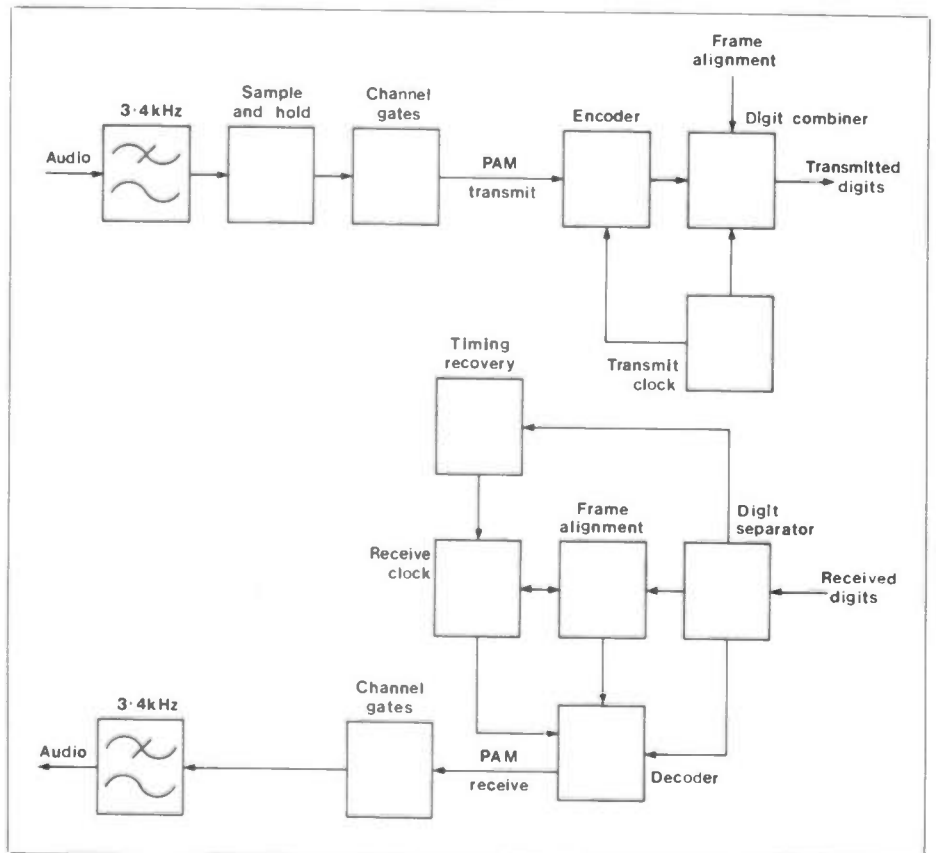 Frame
alignment
3·4kHz
Sample
and hold
Channel
gates
Encoder
Digit combiner
Audio
PAM
transmit
Transmitted
digits
Transmit
clock
Timing
recovery
Frame
alignment
Digit
separator
Receive
clock
Received
digits
3·4kHz
Channel
gates
Audio
PAM
receive
Decoder